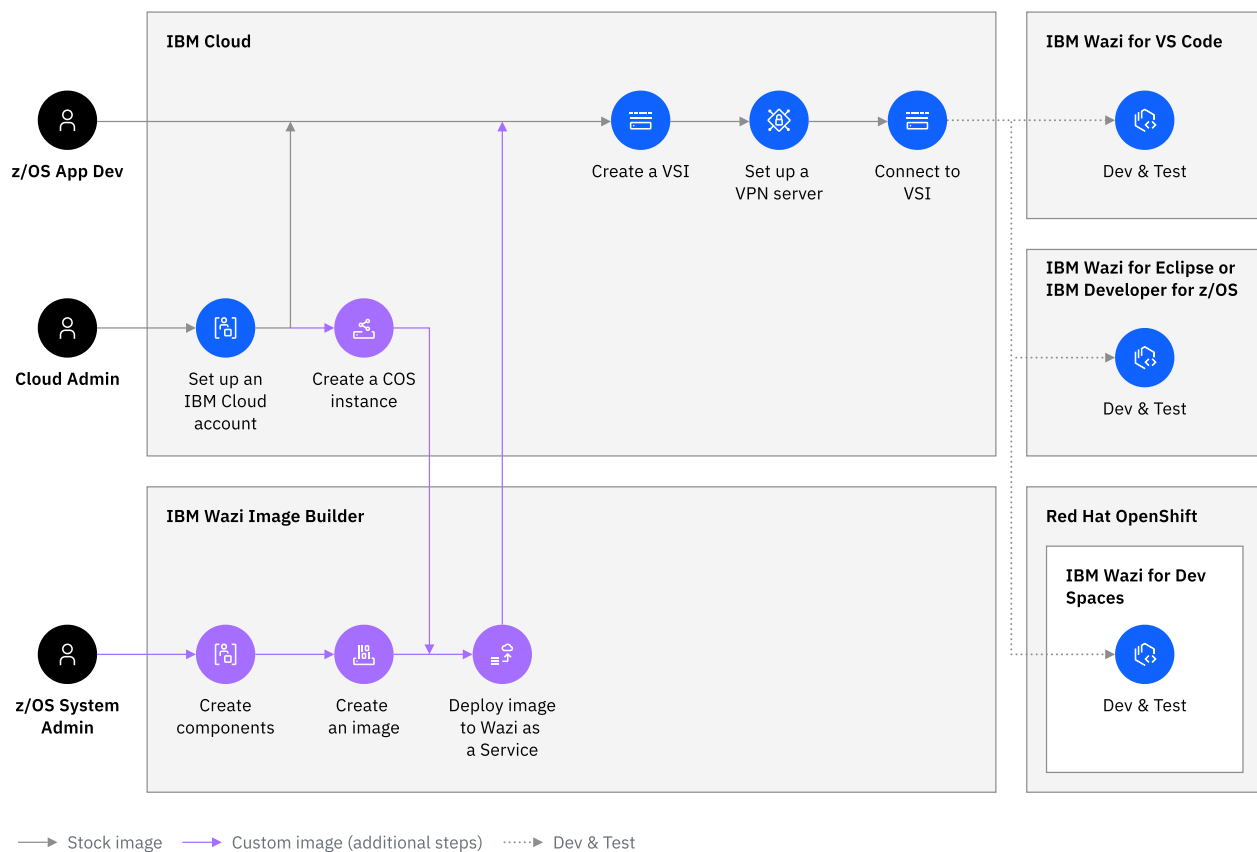 IBM Cloud
z/OS App Dev
Create a VSI
Set up a
VPN server
Connect to
VSI
Cloud Admin
Set up an
IBM Cloud
account
Create a COS
instance
IBM Wazi for VS Code
Dev & Test
IBM Wazi for Eclipse or
IBM Developer for z/OS
Dev & Test
IBM Wazi Image Builder
z/OS System
Admin
Create
components
Create
an image
Deploy image
to Wazi as
a Service
Red Hat OpenShift
IBM Wazi for Dev
Spaces
Dev & Test
Stock image
Custom image (additional steps)
Dev & Test